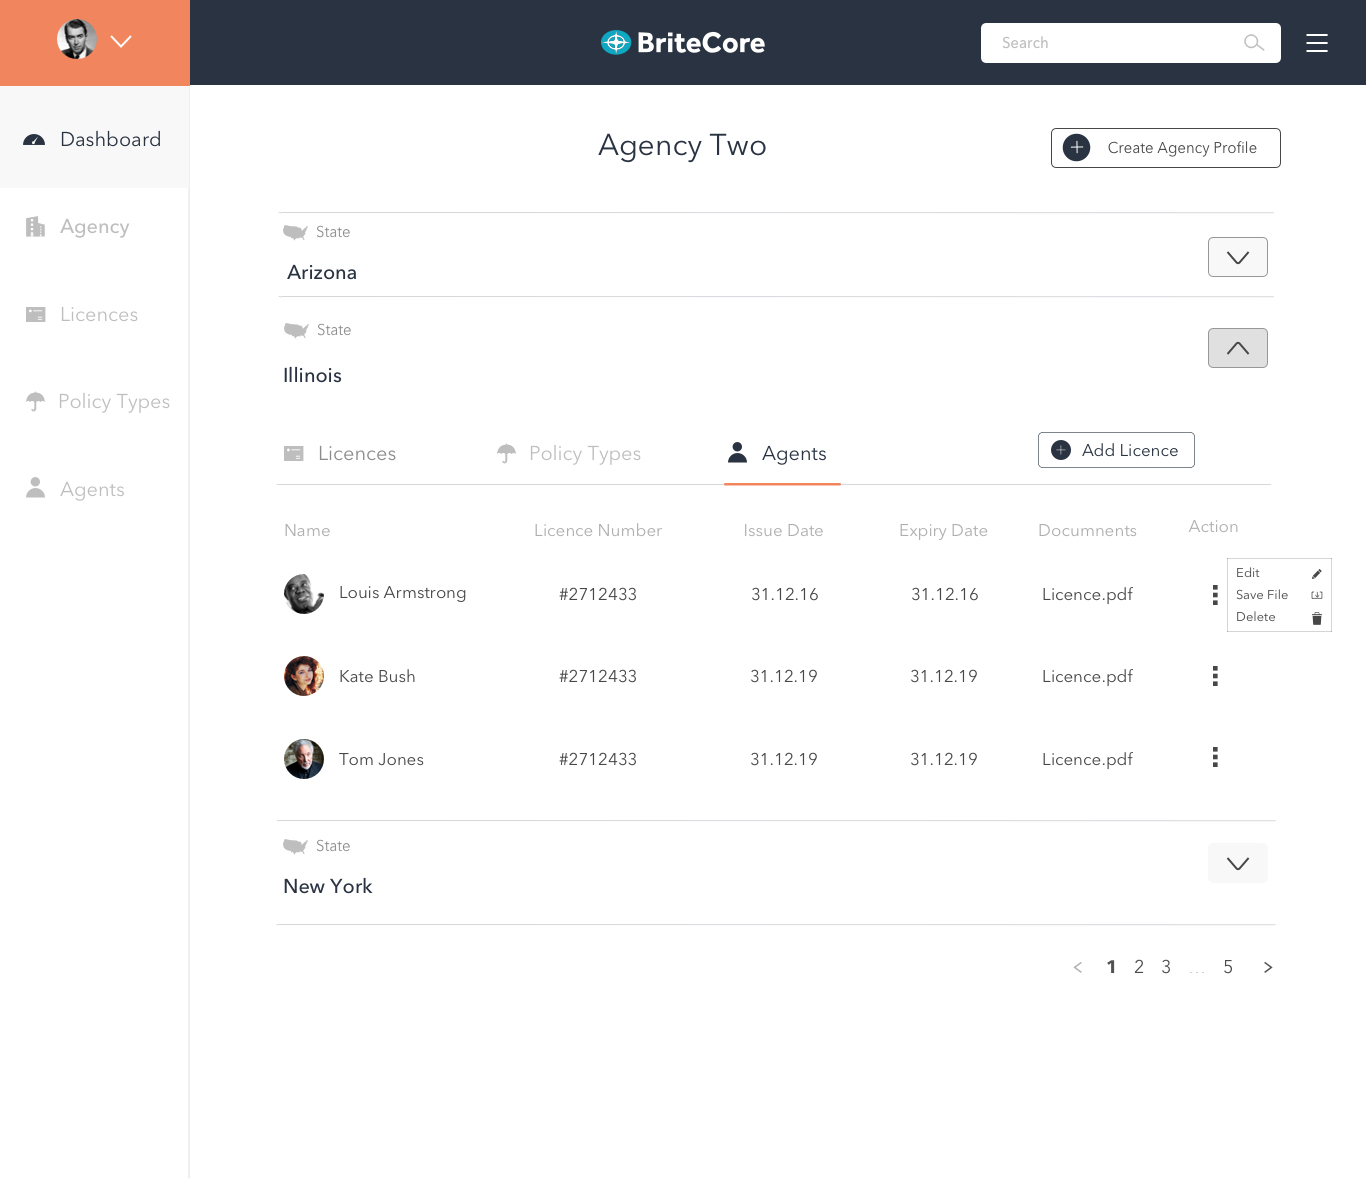 BriteCore
Search
Dashboard
Agency
Licences
Policy Types
Agents
Agency Two
Create Agency Profile
State
Arizona
State
Illinois
Licences
Policy Types
Agents
Add Licence
Name Licence Number Issue Date Expiry Date Documnents Action
Louis Armstrong #2712433 31.12.16 31.12.16 Licence.pdf
Edit
Save File
Delete
Kate Bush #2712433 31.12.19 31.12.19 Licence.pdf
Tom Jones #2712433 31.12.19 31.12.19 Licence.pdf
State
New York
< 1 2 3 ... 5 >